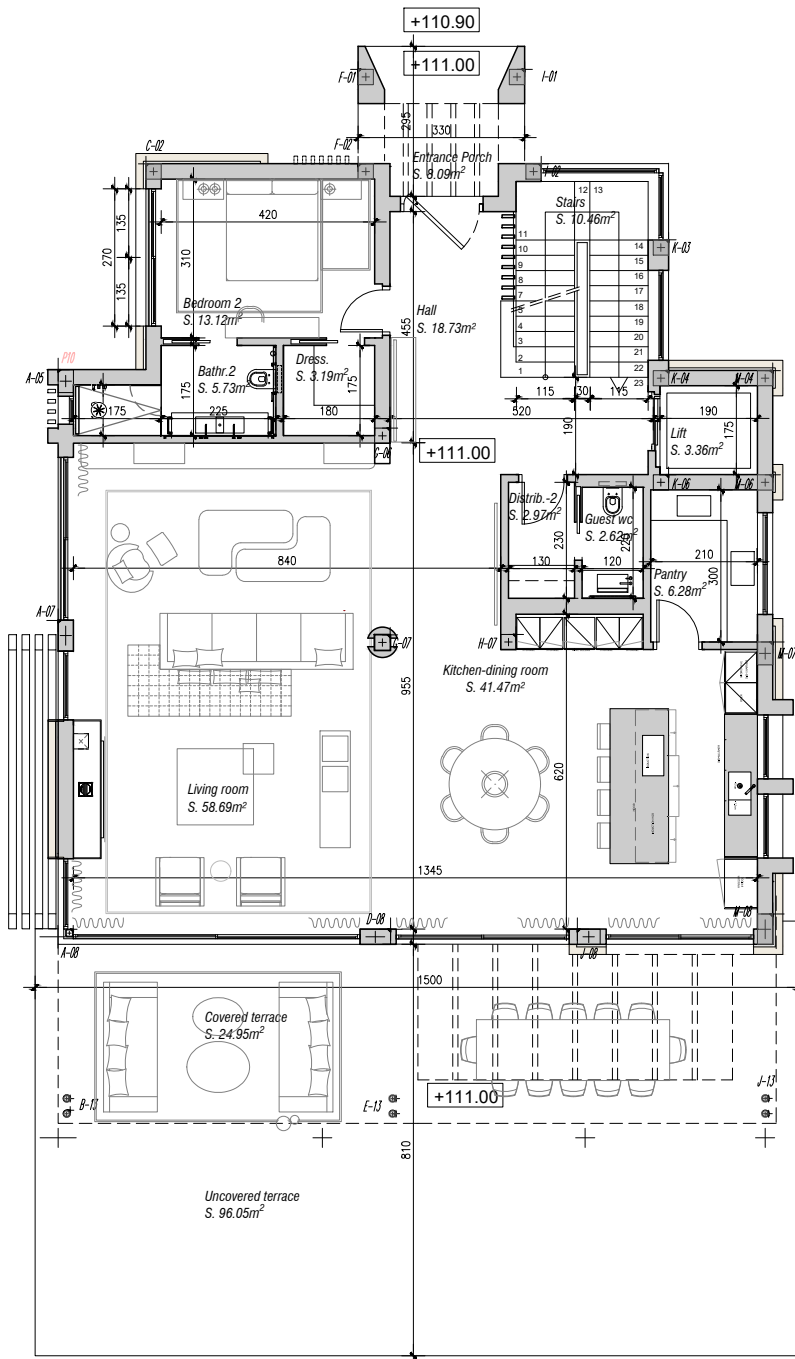 +110.90
+111.00
F-01
I-01
295
330
C-02
F-02
Entrance Porch
S. 8.09m²
I-02
12 13
Stairs
S. 10.46m²
420
135
270
135
310
11
10
9
8
7
5
4
3
2
1
14
15
16
17
18
19
20
21
22
23
K-03
Bedroom 2
S. 13.12m²
Hall
S. 18.73m²
455
P10
A-05
Bathr.2
S. 5.73m²
Dress.
S. 3.19m²
175
175
175
225
180
115
30
115
520
190
K-04
M-04
190
Lift
S. 3.36m²
175
G-06
+111.00
K-06
Distrib.-2
S. 2.97m²
Guest wc
S. 2.62m²
230
220
840
130
120
210
Pantry
S. 6.28m²
300
A-07
H-07
M-07
Kitchen-dining room
S. 41.47m²
955
620
Living room
S. 58.69m²
1345
D-08
M-08
A-08
J-08
1500
Covered terrace
S. 24.95m²
B-13
E-13
+111.00
J-13
810
Uncovered terrace
S. 96.05m²